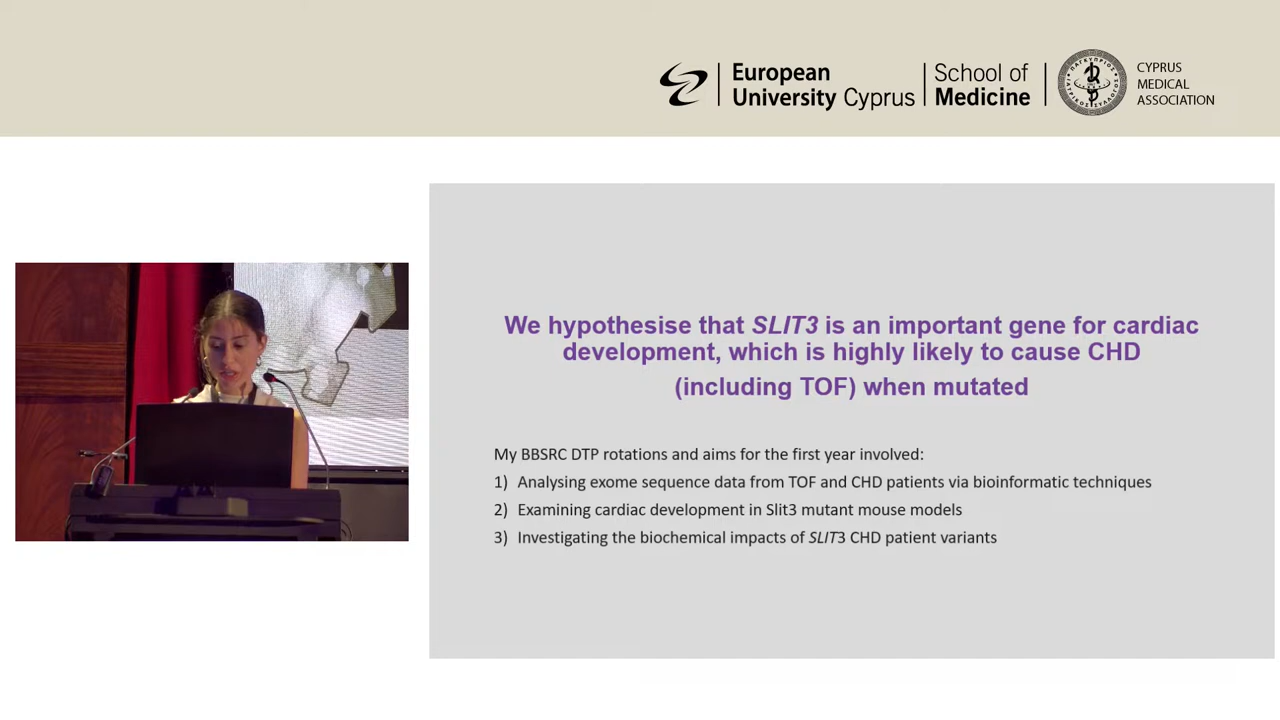 European
University Cyprus
School of
Medicine
CYPRUS
MEDICAL
ASSOCIATION
We hypothesise that SLIT3 is an important gene for cardiac
development, which is highly likely to cause CHD
(including TOF) when mutated
My BBSRC DTP rotations and aims for the first year involved:
1) Analysing exome sequence data from TOF and CHD patients via bioinformatic techniques
2) Examining cardiac development in Slit3 mutant mouse models
3) Investigating the biochemical impacts of SLIT3 CHD patient variants